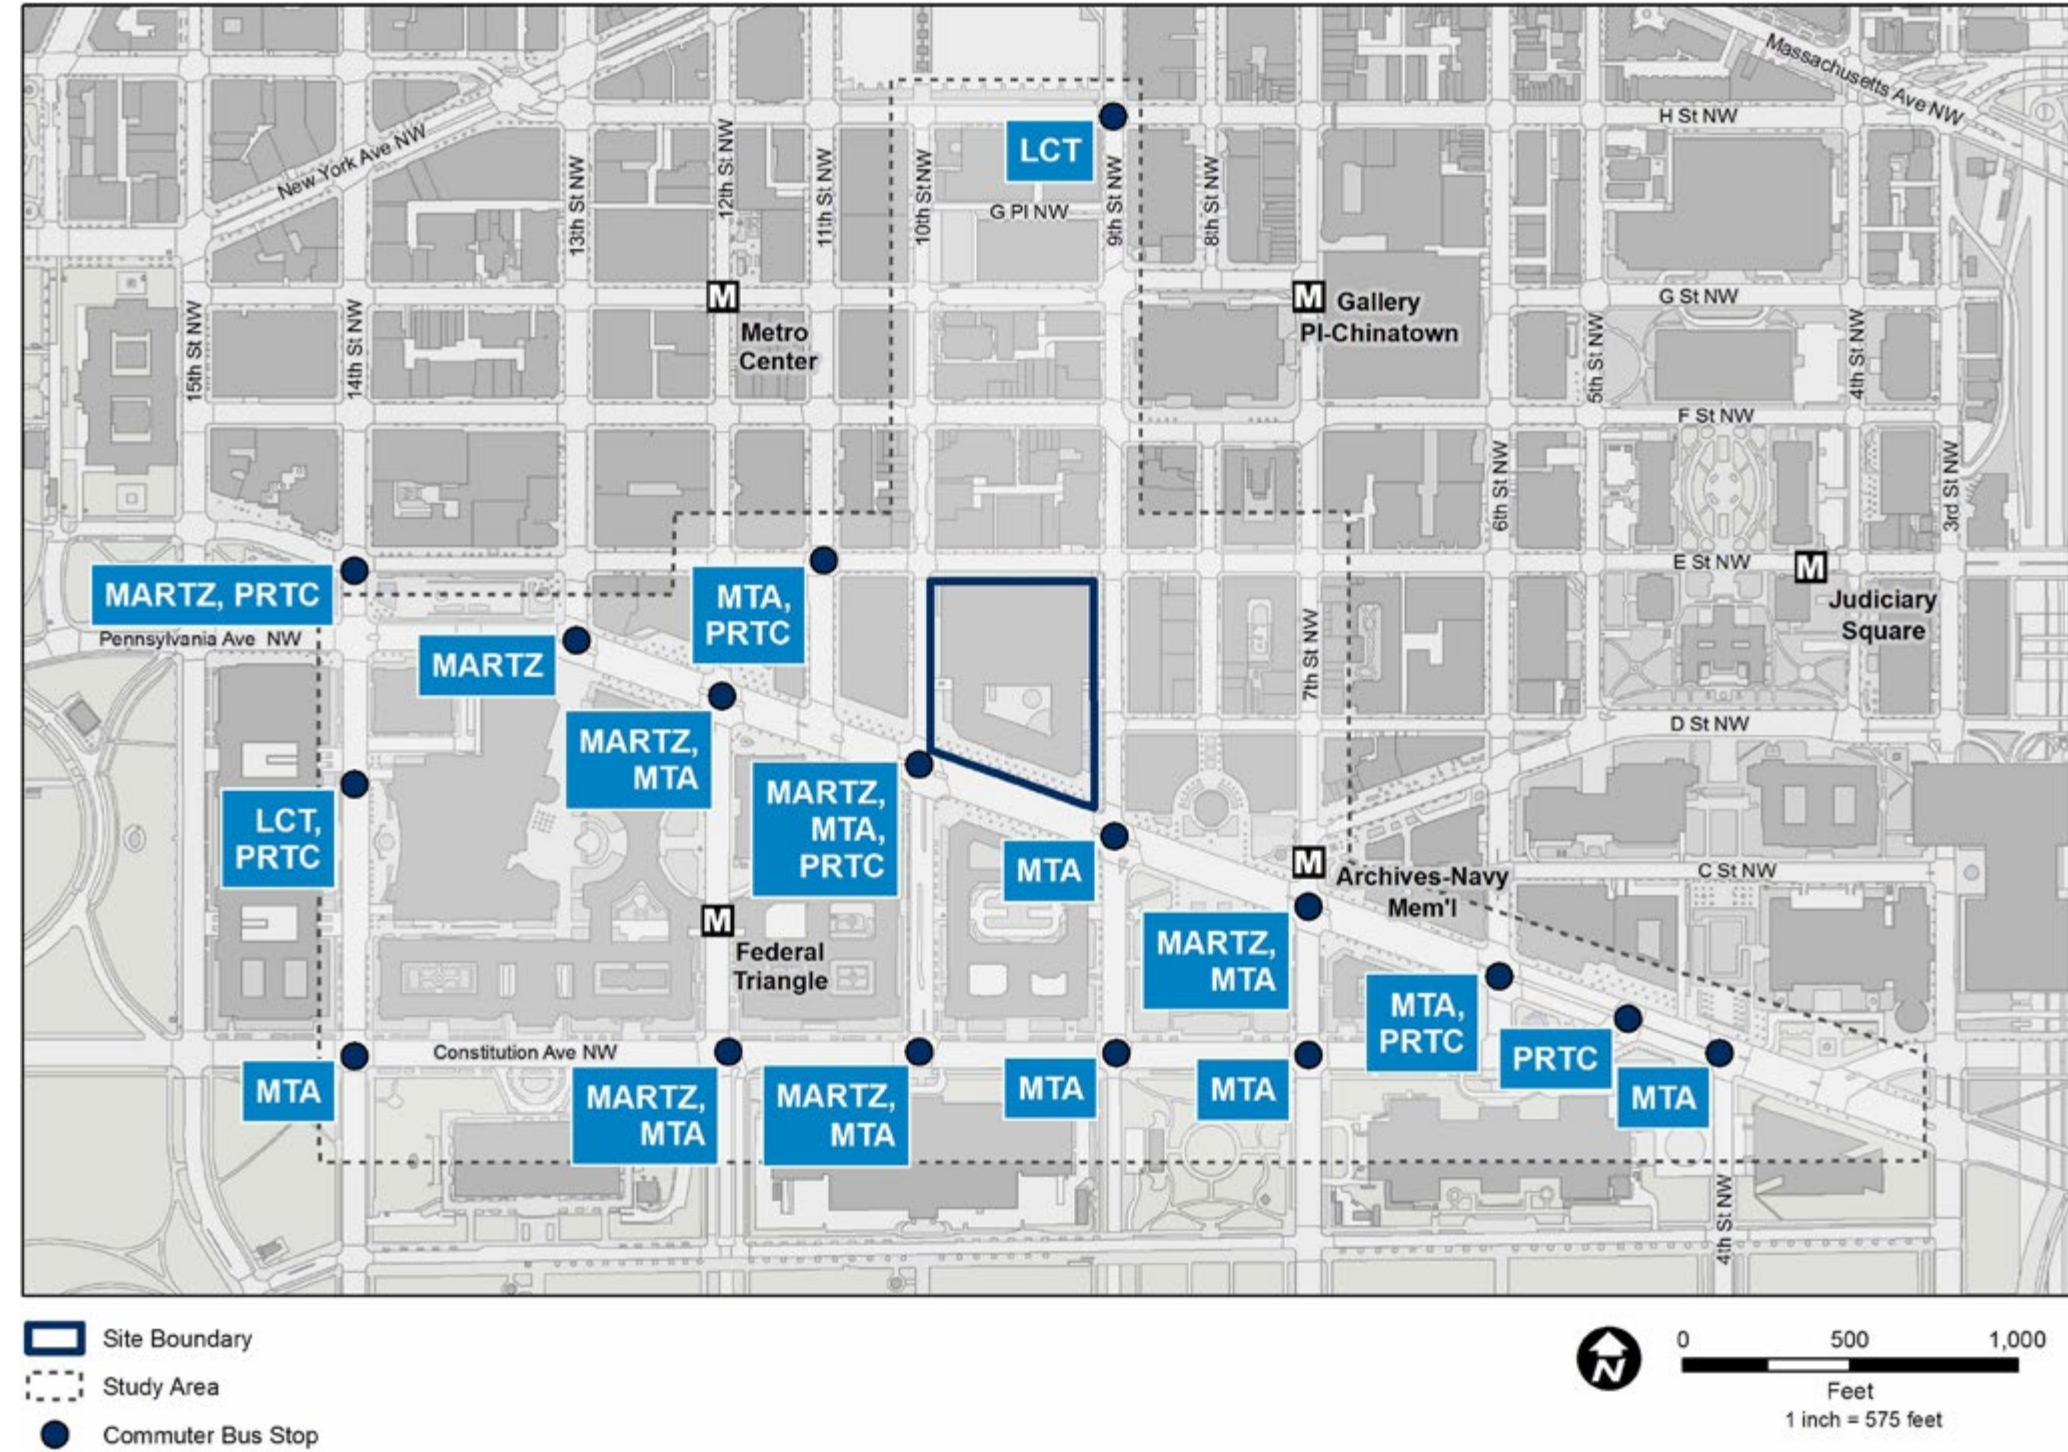 Massachusetts Ave NW
H St NW
New York Ave NW
LCT
12th St NW
13th St NW
11th St NW
10th St NW
9th St NW
8th St NW
G Pl NW
M
Metro
Center
M
Gallery
Pl-Chinatown
G St NW
15th St NW
14th St NW
5th St NW
4th St NW
F St NW
6th St NW
3rd St NW
E St NW
M
Judiciary
Square
MARTZ, PRTC
Pennsylvania Ave NW
MARTZ
MTA,
PRTC
7th St NW
D St NW
MARTZ,
MTA
LCT,
PRTC
MARTZ,
MTA,
PRTC
MTA
M
Archives-Navy
Mem'l
C St NW
M
Federal
Triangle
MARTZ,
MTA
MTA,
PRTC
PRTC
MTA
Constitution Ave NW
MTA
MARTZ,
MTA
MARTZ,
MTA
MTA
MTA
4th St NW
Site Boundary
Study Area
Commuter Bus Stop
N
0 500 1,000
Feet
1 inch = 575 feet